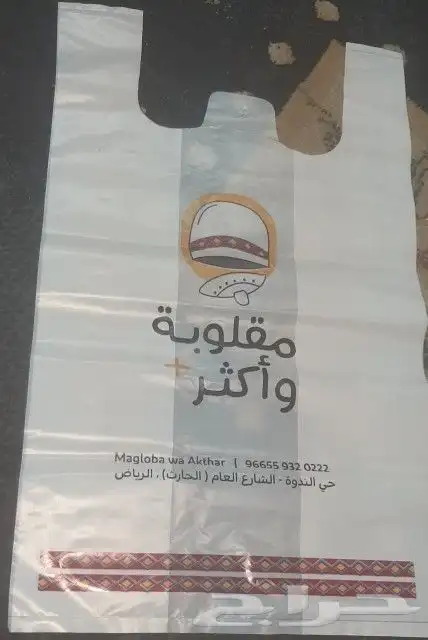 مقلوبة
وأكثر+
Magloba wa Akthar | 96655 932 0222
حي الندوة - الشارع العام ( الحارث ) ، الرياض
حراج